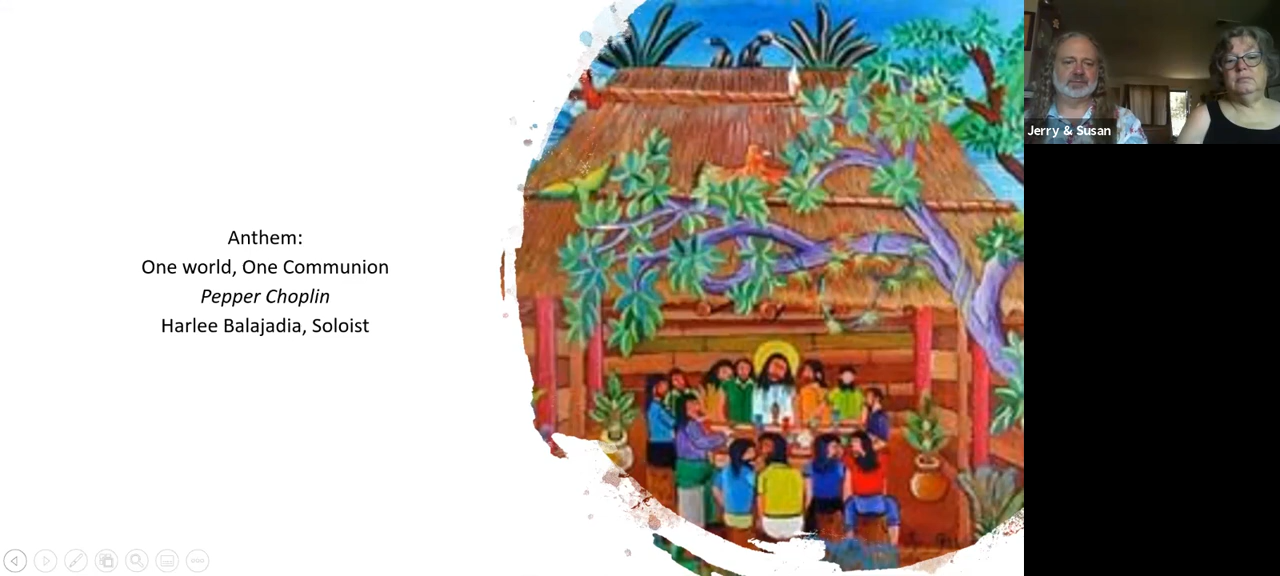 Anthem:
One world, One Communion
Pepper Choplin
Harlee Balajadia, Soloist
Jerry & Susan